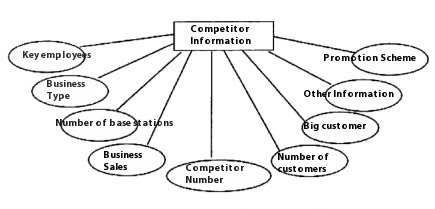 Competitor
Information
Key employees
Promotion Scheme
Business
Type
Other Information
Number of base stations
Big customer
Business
Sales
Competitor
Number
Number of
customers